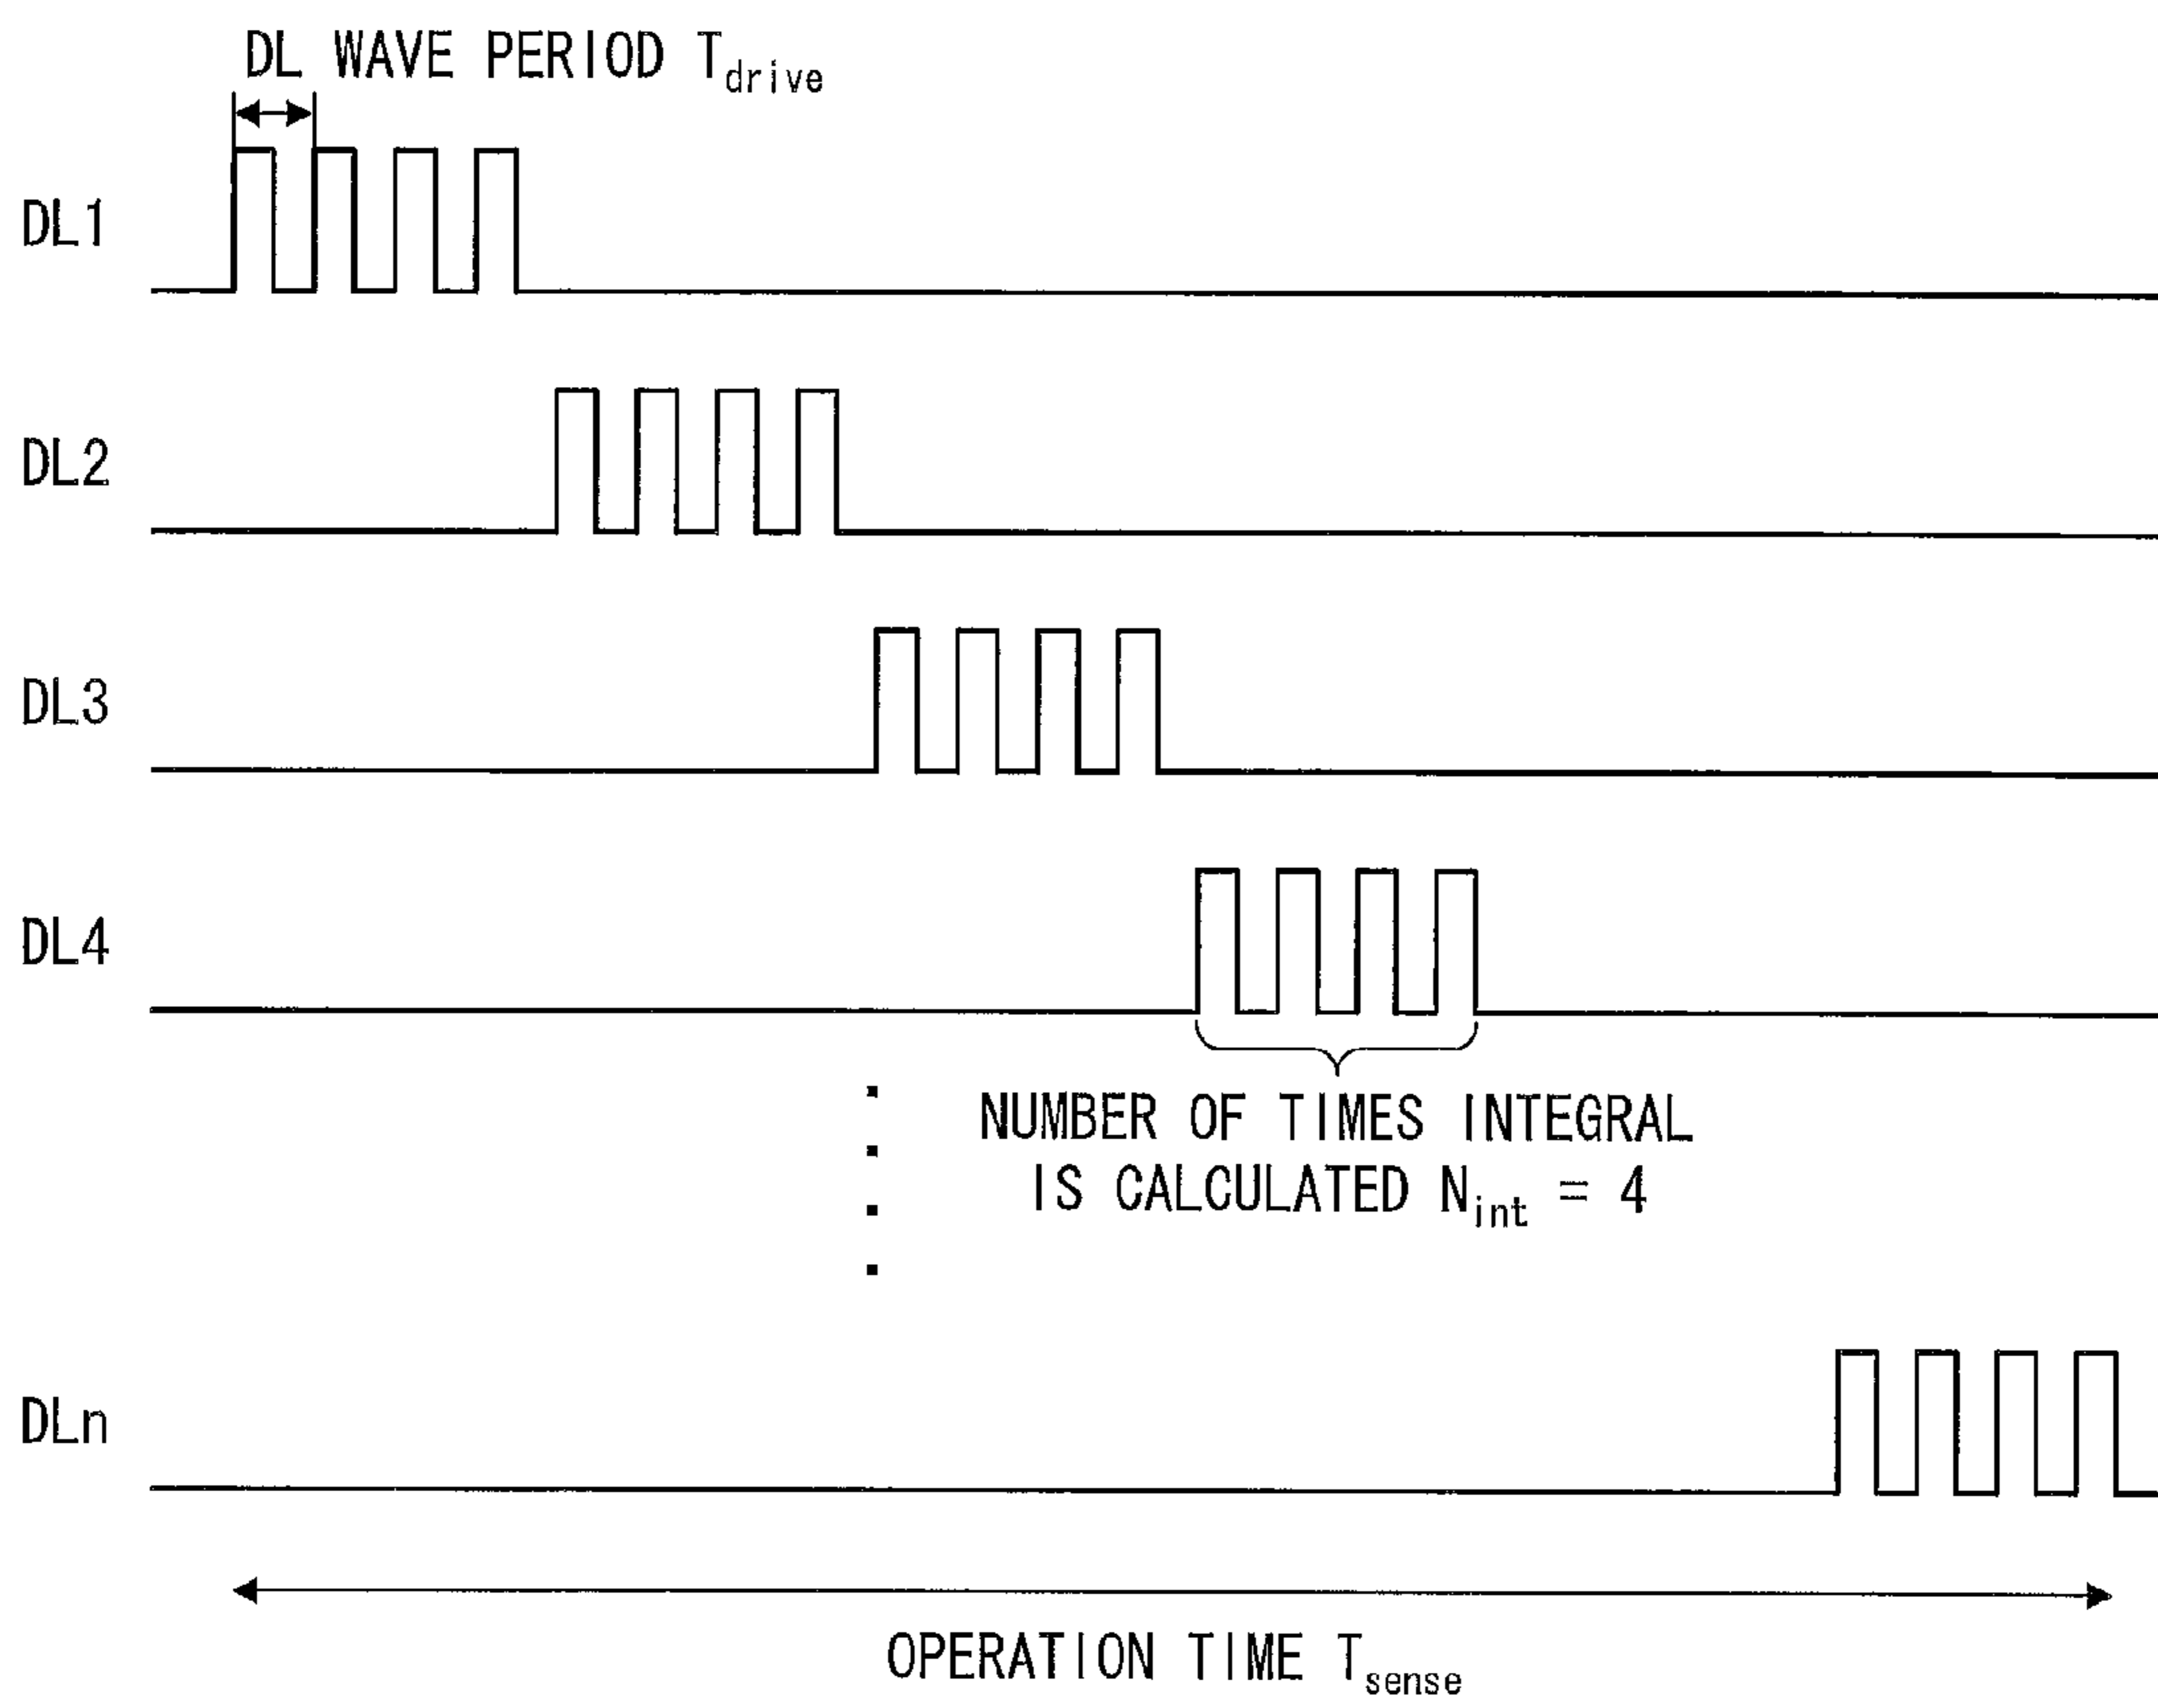 DL WAVE PERIOD Tdrive
DL1
DL2
DL3
DL4
NUMBER OF TIMES INTEGRAL
IS CALCULATED Nint = 4
DLn
OPERATION TIME Tsense